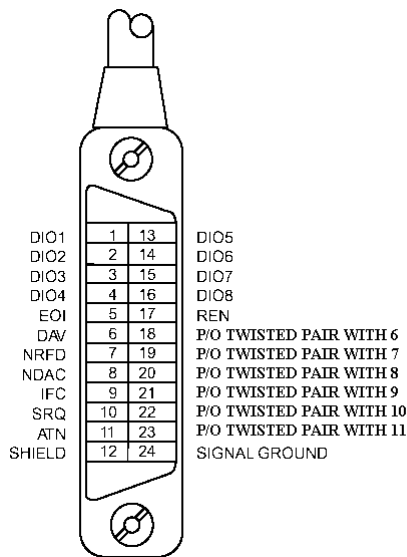 DIO1 1 13 DIO5
DIO2 2 14 DIO6
DIO3 3 15 DIO7
DIO4 4 16 DIO8
EOI 5 17 REN
DAV 6 18 P/O TWISTED PAIR WITH 6
NRFD 7 19 P/O TWISTED PAIR WITH 7
NDAC 8 20 P/O TWISTED PAIR WITH 8
IFC 9 21 P/O TWISTED PAIR WITH 9
SRQ 10 22 P/O TWISTED PAIR WITH 10
ATN 11 23 P/O TWISTED PAIR WITH 11
SHIELD 12 24 SIGNAL GROUND